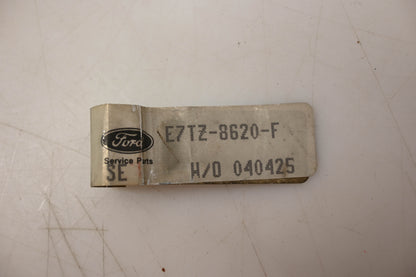 Ford
Service Parts
SE
E7TZ-8620-F
W/O 040425